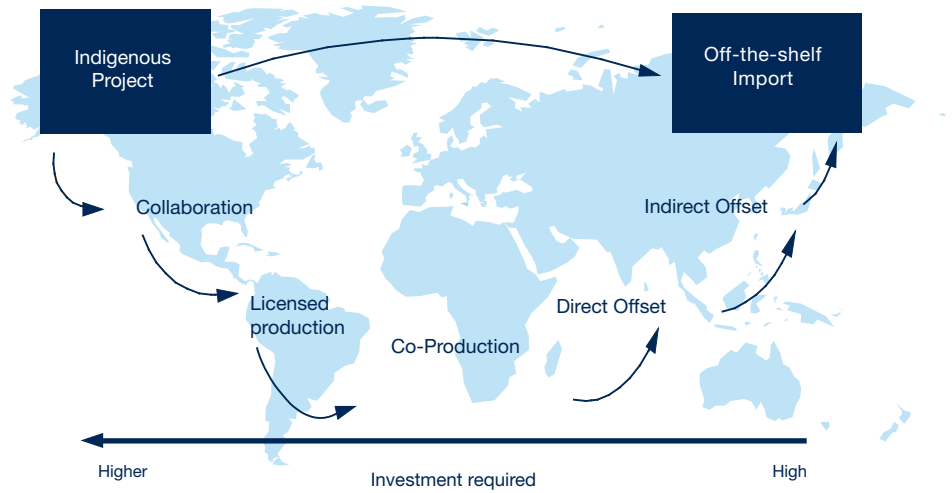 Indigenous
Project
Off-the-shelf
Import
Collaboration
Indirect Offset
Licensed
production
Direct Offset
Co-Production
Higher
Investment required
High